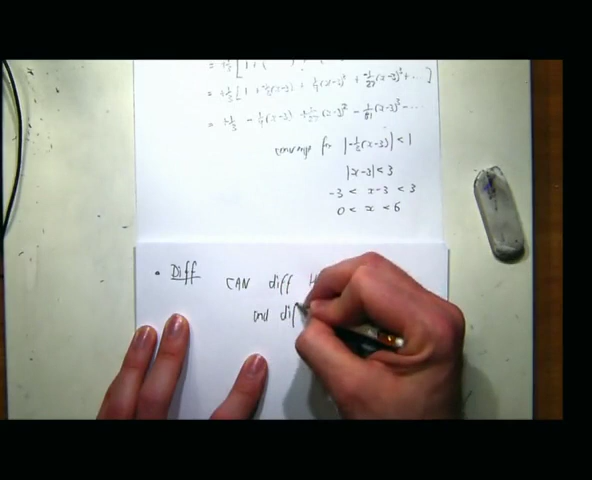 = +⅓ [ 1 + -⅓(x-3) + 1/9(x-3)² + -1/27(x-3)³ + ... ]
= +⅓ - 1/9(x-3) + 1/27(x-3)² - 1/81(x-3)³ - ...
converge for |-⅓(x-3)| < 1
|x-3| < 3
-3 < x-3 < 3
0 < x < 6
• Diff CAN diff
and dif